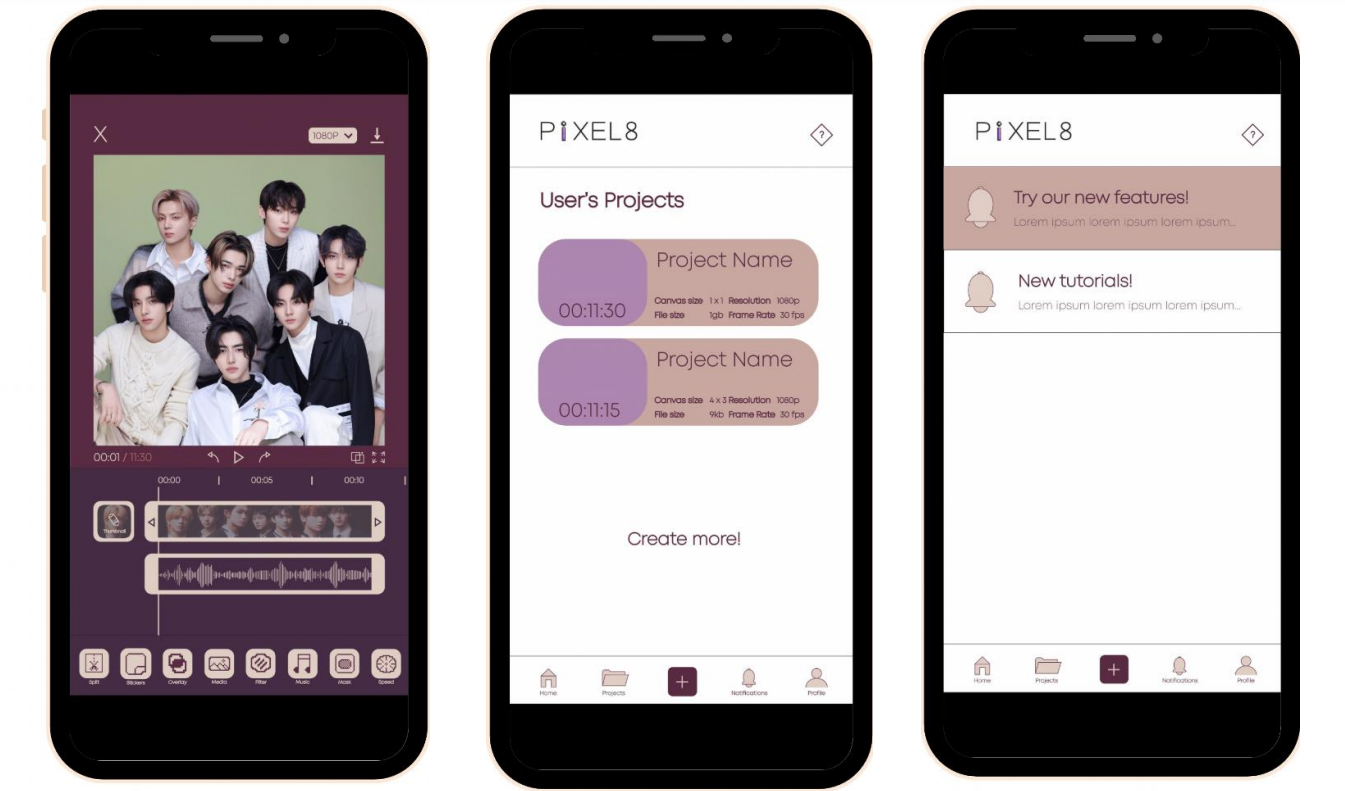 X
1080P
00:01 / 11:30
00:00 | 00:05 | 00:10 |
Thumbnail
Split Stickers Overlay Media Filter Music Mask Speed
PiXEL8
?
User's Projects
Project Name
Canvas size 1 x 1 Resolution 1080p
File size 1gb Frame Rate 30 fps
00:11:30
Project Name
Canvas size 4 x 3 Resolution 1080p
File size 9kb Frame Rate 30 fps
00:11:15
Create more!
Home Projects + Notifications Profile
PiXEL8
?
Try our new features!
Lorem ipsum lorem ipsum lorem ipsum...
New tutorials!
Lorem ipsum lorem ipsum lorem ipsum...
Home Projects + Notifications Profile